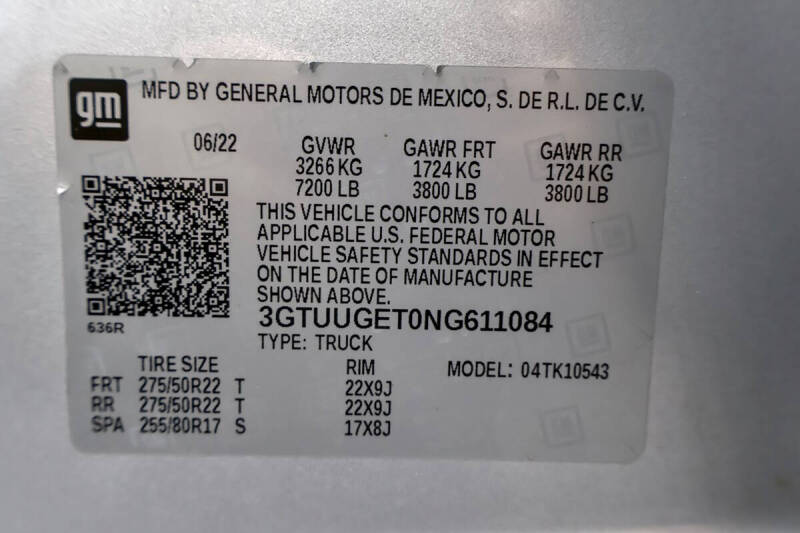 gm
MFD BY GENERAL MOTORS DE MEXICO, S. DE R.L. DE C.V.
06/22 GVWR GAWR FRT GAWR RR
3266 KG 1724 KG 1724 KG
7200 LB 3800 LB 3800 LB
THIS VEHICLE CONFORMS TO ALL
APPLICABLE U.S. FEDERAL MOTOR
VEHICLE SAFETY STANDARDS IN EFFECT
ON THE DATE OF MANUFACTURE
SHOWN ABOVE.
636R
3GTUUGET0NG611084
TYPE: TRUCK
TIRE SIZE RIM MODEL: 04TK10543
FRT 275/50R22 T 22X9J
RR 275/50R22 T 22X9J
SPA 255/80R17 S 17X8J